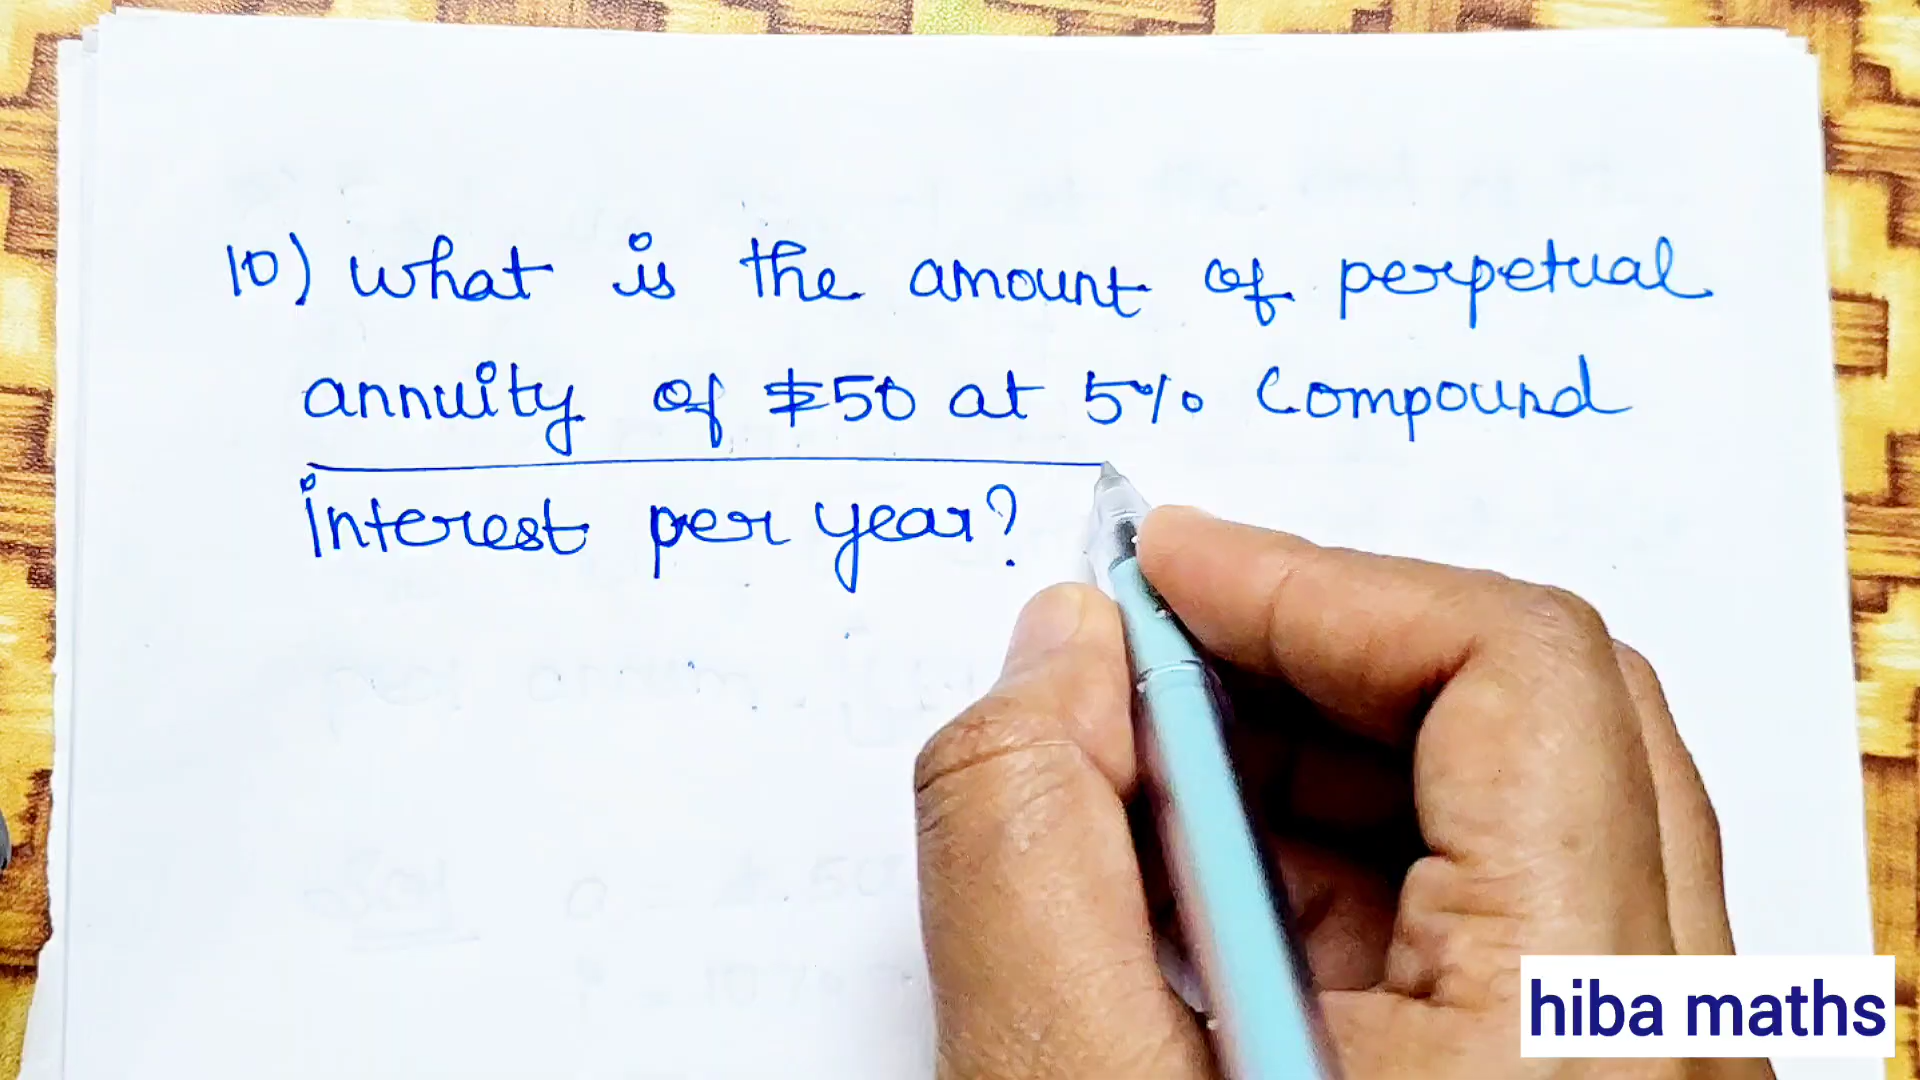 10) what is the amount of perpetual
annuity of $50 at 5% compound
interest per year?
hiba maths